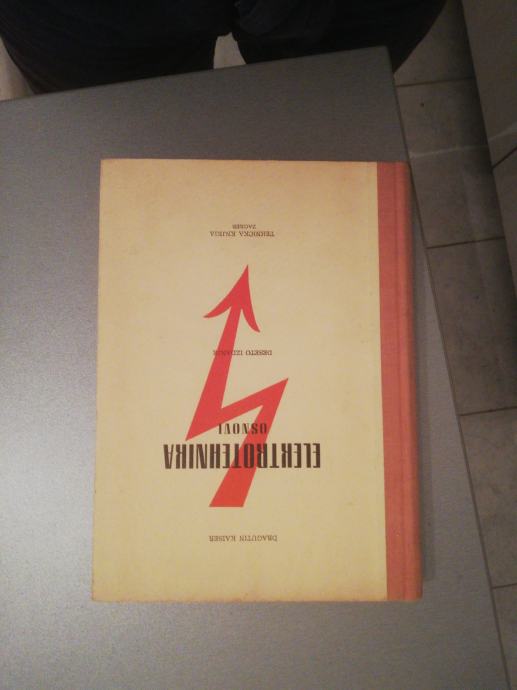 DRAGUTIN KAISER
ELEKTROTEHNIKA
OSNOVI
DESETO IZDANJE
TEHNIČKA KNJIGA
ZAGREB